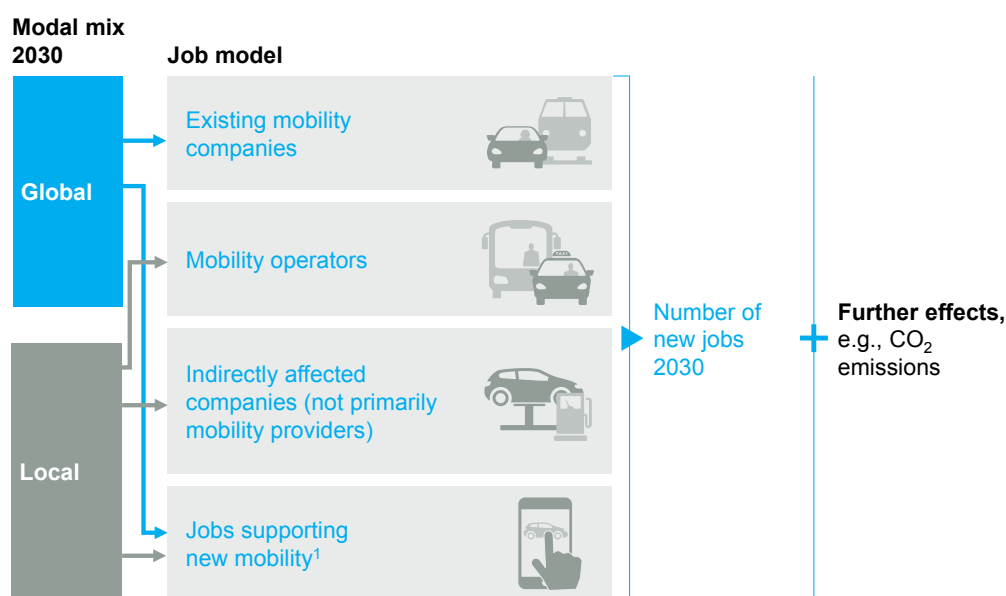 Modal mix
2030
Job model
Global
Local
Existing mobility
companies
Mobility operators
TAXI
Indirectly affected
companies (not primarily
mobility providers)
Jobs supporting
new mobility1
Number of
new jobs
2030
Further effects,
e.g., CO2
emissions